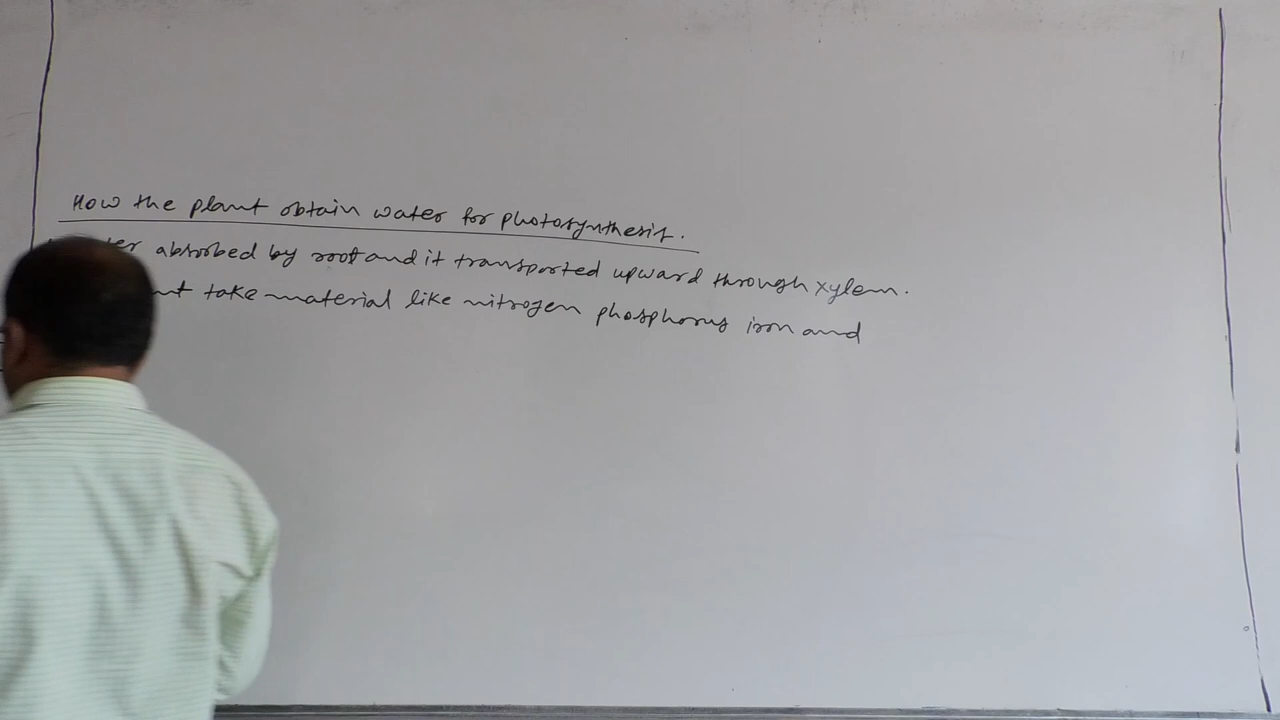 How the plant obtain water for photosynthesis.
absorbed by root and it transported upward through xylem.
take material like nitrogen phosphorus iron and